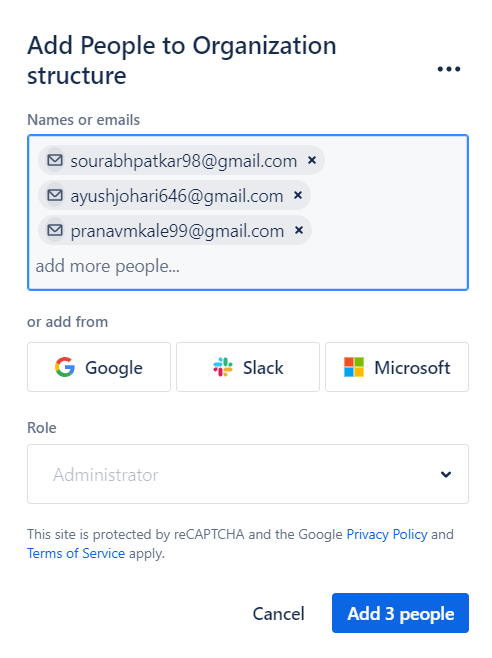 Add People to Organization
structure
Names or emails
sourabhpatkar98@gmail.com ×
ayushjohari646@gmail.com ×
pranavmkale99@gmail.com ×
add more people...
or add from
Google Slack Microsoft
Role
Administrator
This site is protected by reCAPTCHA and the Google Privacy Policy and
Terms of Service apply.
Cancel Add 3 people